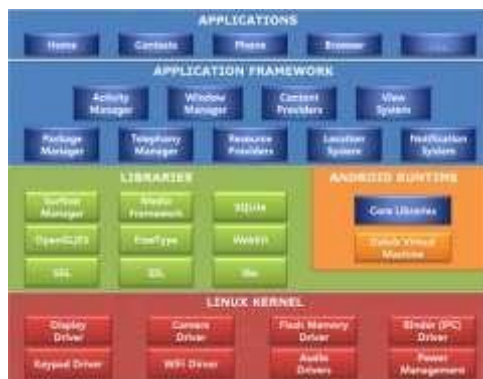 APPLICATIONS
Home Contacts Phone Browser ...
APPLICATION FRAMEWORK
Activity Manager Window Manager Content Providers View System
Package Manager Telephony Manager Resource Providers Location System Notification System
LIBRARIES
Surface Manager Media Framework SQLite
OpenGL|ES FreeType WebKit
SSL SGL libc
ANDROID RUNTIME
Core Libraries
Dalvik Virtual Machine
LINUX KERNEL
Display Driver Camera Driver Flash Memory Driver Binder (IPC) Driver
Keypad Driver WiFi Driver Audio Drivers Power Management